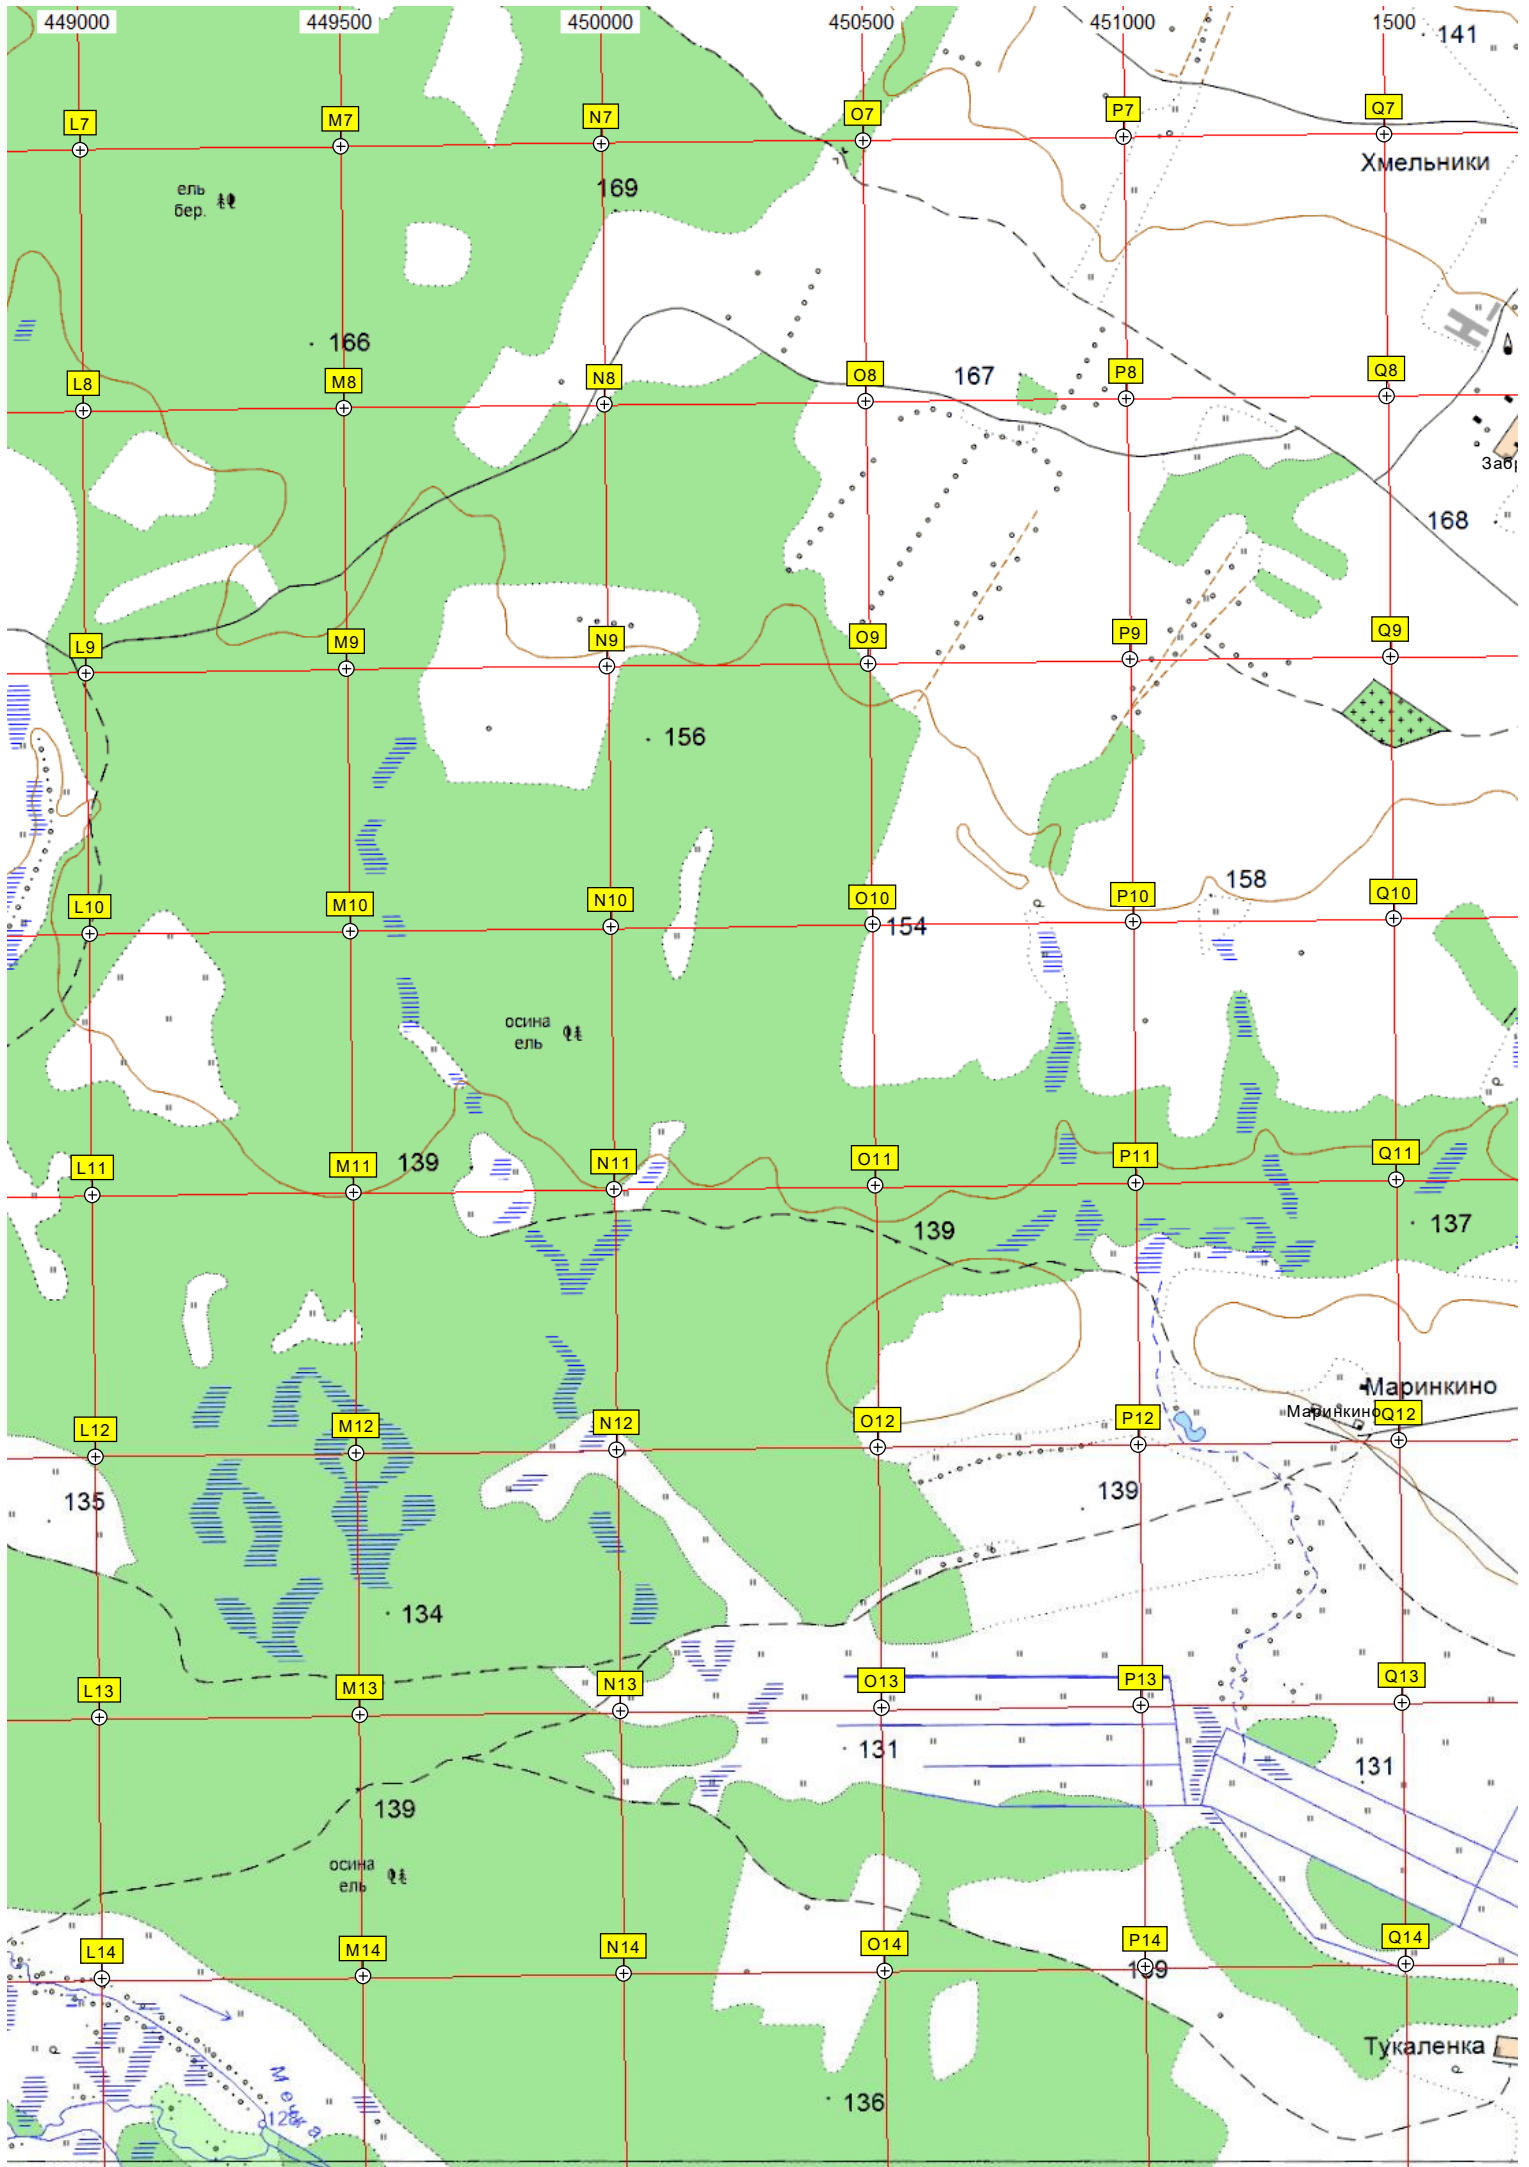 449000 449500 450000 450500 451000 1500
141
L7 M7 N7 O7 P7 Q7
Хмельники
ель
бер.
169
166
L8 M8 N8 O8 167 P8 Q8
168
L9 M9 N9 O9 P9 Q9
156
158
L10 M10 N10 O10 P10 Q10
154
осина
ель
L11 M11 139 N11 O11 P11 Q11
139 137
Маринкино
Маринкино
L12 M12 N12 O12 P12 Q12
135 139
134
L13 M13 N13 O13 P13 Q13
131 131
139
осина
ель
L14 M14 N14 O14 P14 Q14
139
Тукаленка
Мечка
136